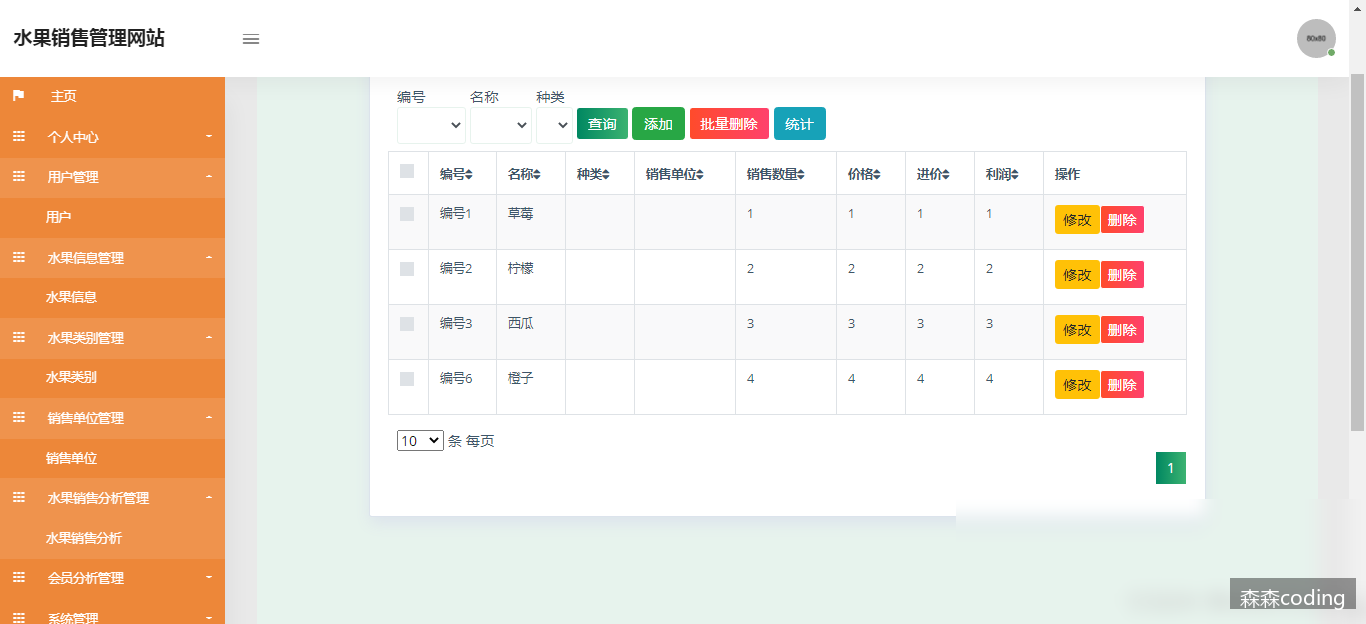 水果销售管理网站
80x80
主页
个人中心
用户管理
用户
水果信息管理
水果信息
水果类别管理
水果类别
销售单位管理
销售单位
水果销售分析管理
水果销售分析
会员分析管理
系统管理
编号 名称 种类
查询 添加 批量删除 统计
编号 名称 种类 销售单位 销售数量 价格 进价 利润 操作
编号1 草莓 1 1 1 1 修改 删除
编号2 柠檬 2 2 2 2 修改 删除
编号3 西瓜 3 3 3 3 修改 删除
编号6 橙子 4 4 4 4 修改 删除
10 条 每页
1
森森coding